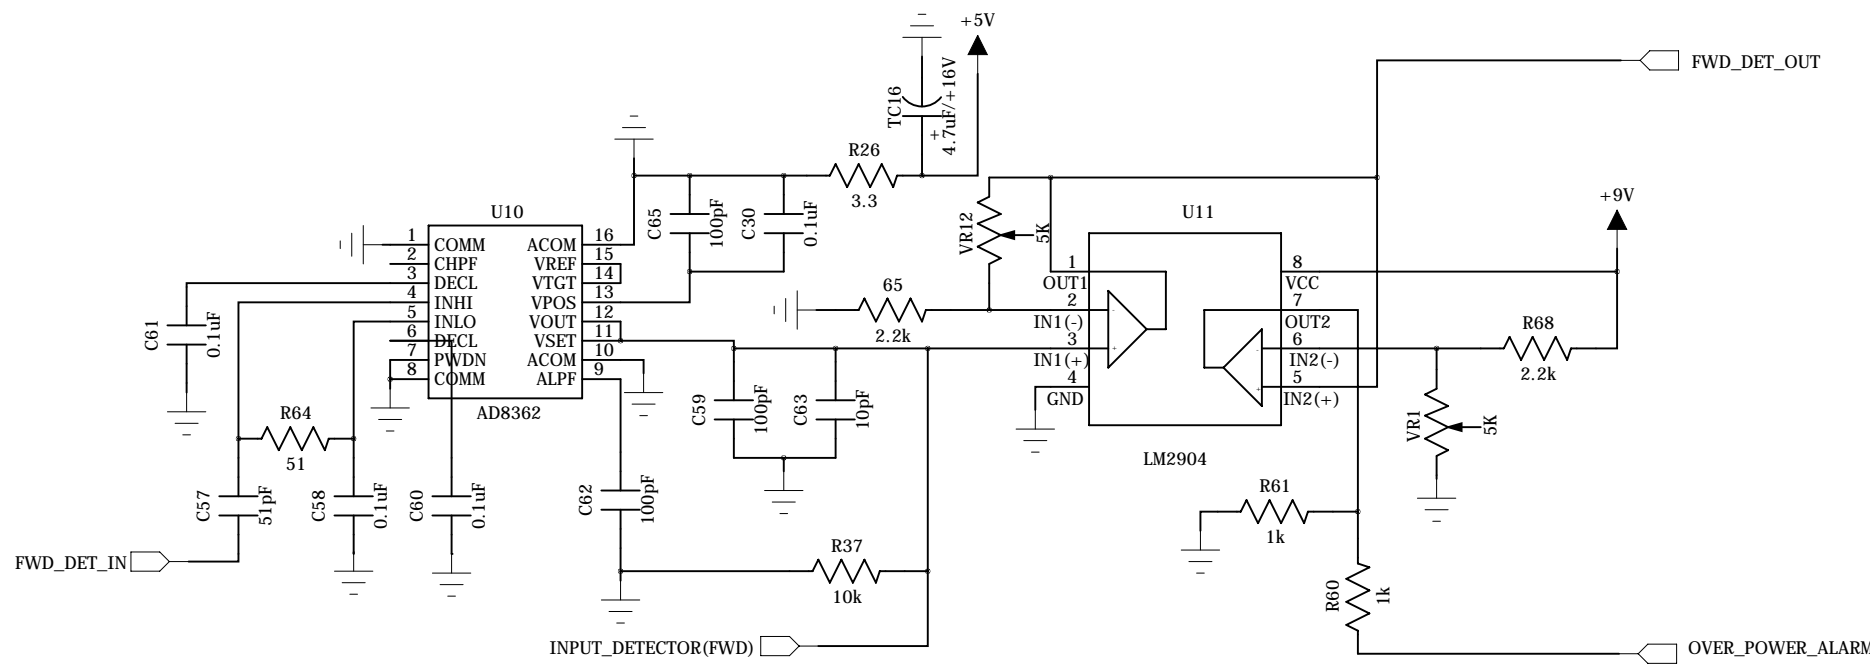 +5V
FWD_DET_OUT
TC16
4.7uF/+16V
+
R26
3.3
+9V
U10
C65
100pF
C30
0.1uF
VR12
5K
U11
1
COMM
ACOM
16
2
CHPF
VREF
15
3
DECL
VTGT
14
4
INHI
VPOS
13
5
INLO
VOUT
12
6
DECL
VSET
11
7
PWDN
ACOM
10
8
COMM
ALPF
9
AD8362
1
OUT1
2
IN1(-)
3
IN1(+)
4
GND
8
VCC
7
OUT2
6
IN2(-)
5
IN2(+)
-
+
-
+
LM2904
65
2.2k
R68
2.2k
C61
0.1uF
R64
51
C59
100pF
C63
10pF
VR1
5K
C57
51pF
C58
0.1uF
C60
0.1uF
C62
100pF
R61
1k
FWD_DET_IN
R37
10k
R60
1k
INPUT_DETECTOR(FWD)
OVER_POWER_ALARM